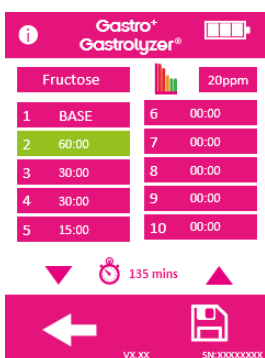 i
Gastro+
Gastrolyzer®
Fructose
20ppm
1 BASE
2 60:00
3 30:00
4 30:00
5 15:00
6 00:00
7 00:00
8 00:00
9 00:00
10 00:00
135 mins
VX.XX
SN:XXXXXXXX